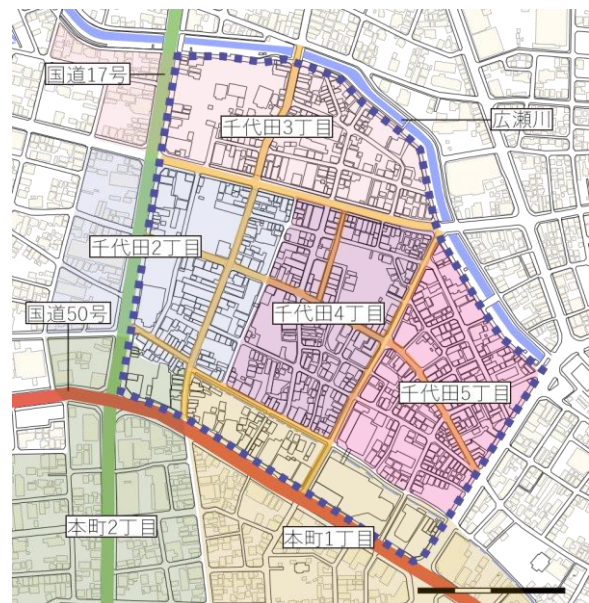 国道17号
広瀬川
千代田3丁目
千代田2丁目
国道50号
千代田4丁目
千代田5丁目
本町2丁目
本町1丁目